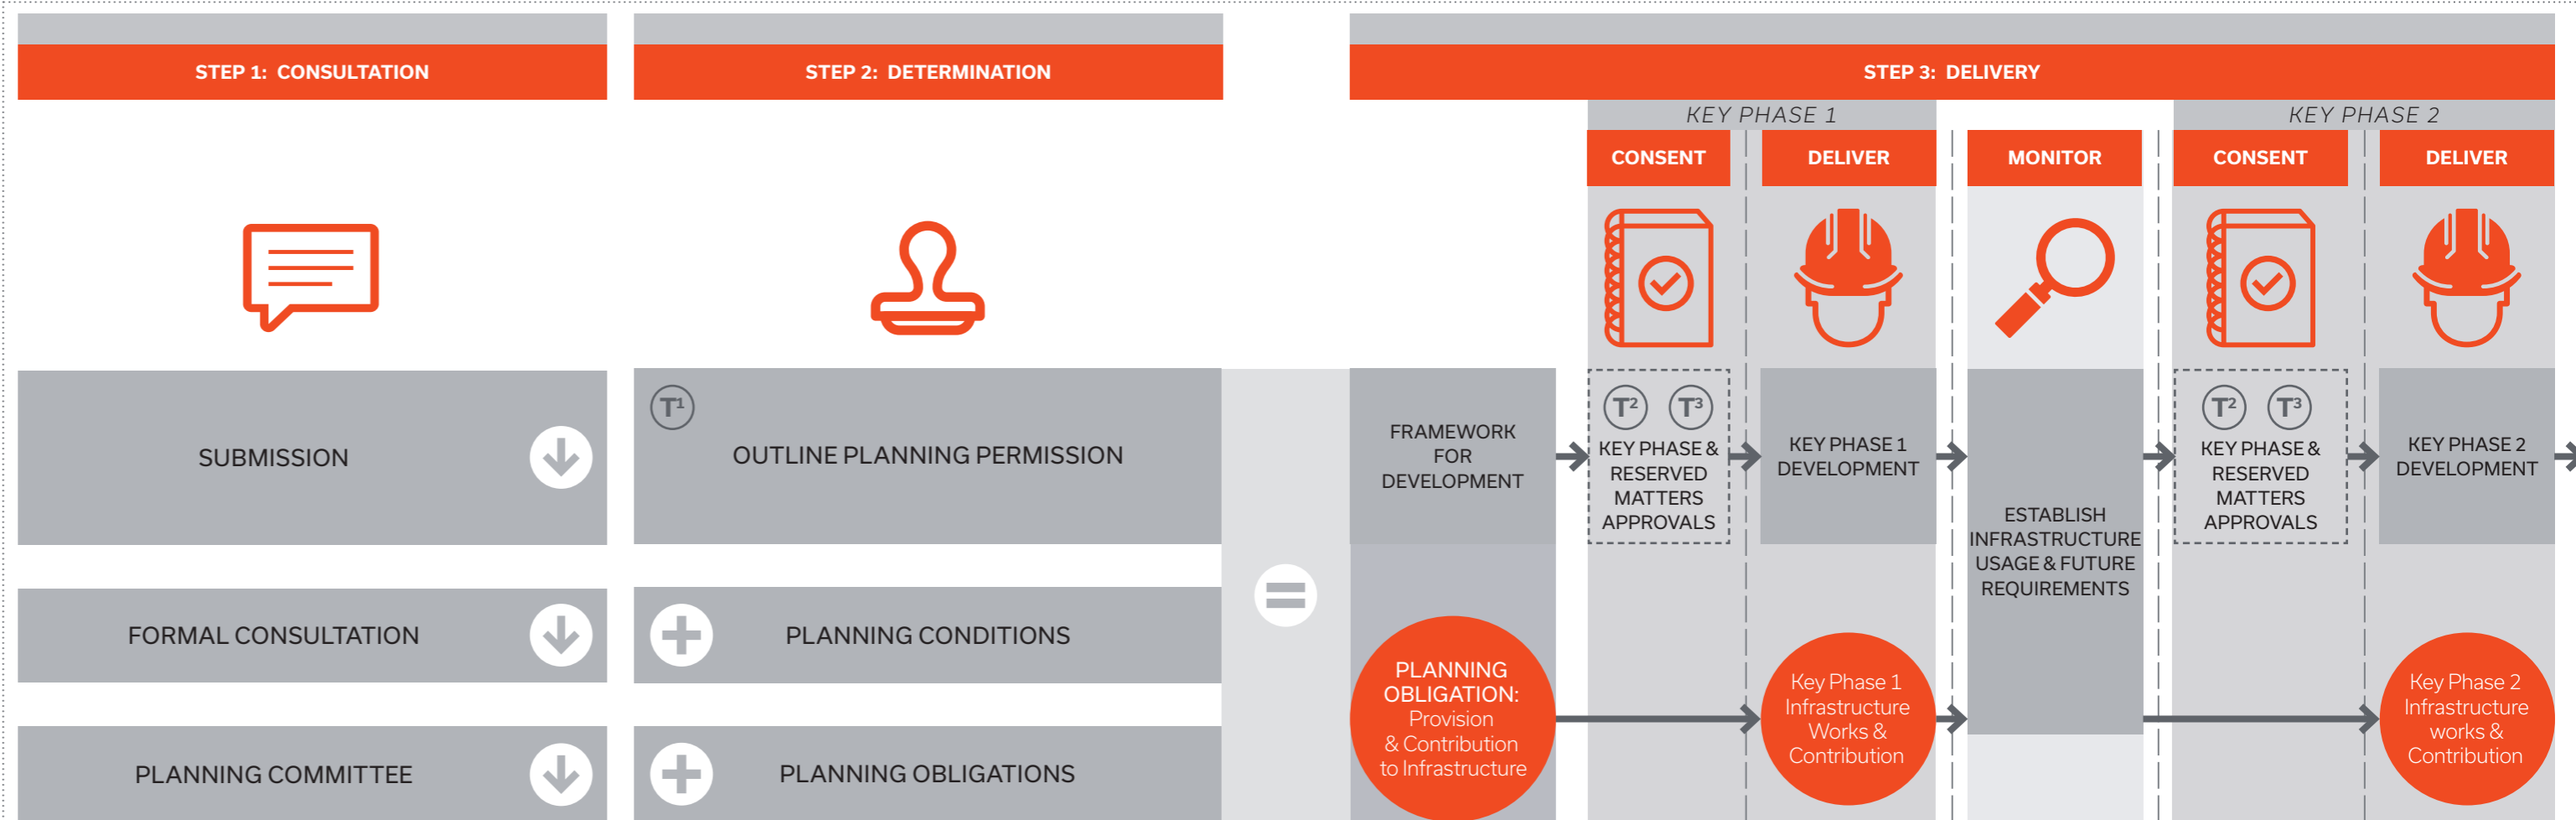 STEP 1: CONSULTATION
STEP 2: DETERMINATION
STEP 3: DELIVERY
KEY PHASE 1
KEY PHASE 2
CONSENT
DELIVER
MONITOR
CONSENT
DELIVER
SUBMISSION
FORMAL CONSULTATION
PLANNING COMMITTEE
T¹
OUTLINE PLANNING PERMISSION
PLANNING CONDITIONS
PLANNING OBLIGATIONS
FRAMEWORK
FOR
DEVELOPMENT
PLANNING
OBLIGATION:
Provision
& Contribution
to Infrastructure
T² T³
KEY PHASE &
RESERVED
MATTERS
APPROVALS
KEY PHASE 1
DEVELOPMENT
Key Phase 1
Infrastructure
Works &
Contribution
ESTABLISH
INFRASTRUCTURE
USAGE & FUTURE
REQUIREMENTS
T² T³
KEY PHASE &
RESERVED
MATTERS
APPROVALS
KEY PHASE 2
DEVELOPMENT
Key Phase 2
Infrastructure
works &
Contribution